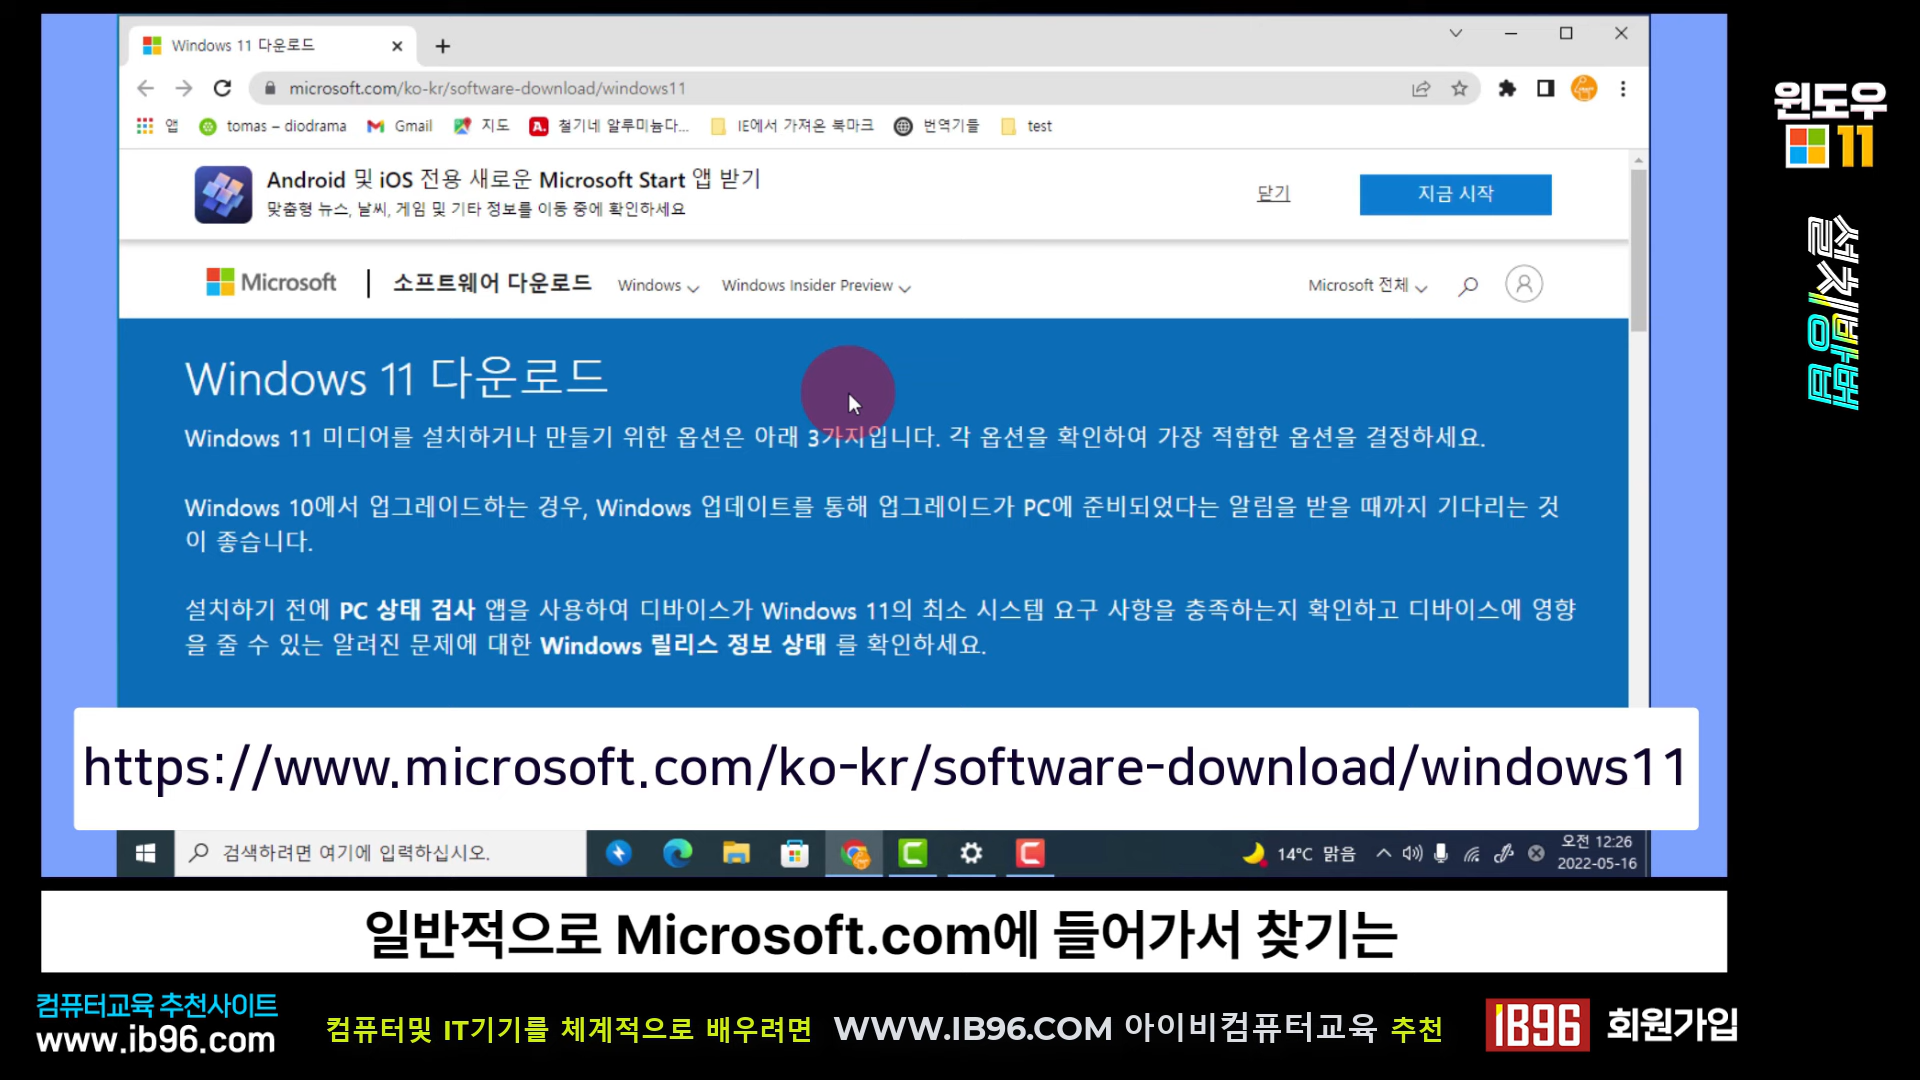 Windows 11 다운로드
microsoft.com/ko-kr/software-download/windows11
앱 tomas – diodrama Gmail 지도 A. 철기네 알루미늄다... IE에서 가져온 북마크 번역기들 test
Android 및 iOS 전용 새로운 Microsoft Start 앱 받기
맞춤형 뉴스, 날씨, 게임 및 기타 정보를 이동 중에 확인하세요
닫기
지금 시작
Microsoft | 소프트웨어 다운로드 Windows Windows Insider Preview Microsoft 전체
Windows 11 다운로드
Windows 11 미디어를 설치하거나 만들기 위한 옵션은 아래 3가지입니다. 각 옵션을 확인하여 가장 적합한 옵션을 결정하세요.
Windows 10에서 업그레이드하는 경우, Windows 업데이트를 통해 업그레이드가 PC에 준비되었다는 알림을 받을 때까지 기다리는 것
이 좋습니다.
설치하기 전에 PC 상태 검사 앱을 사용하여 디바이스가 Windows 11의 최소 시스템 요구 사항을 충족하는지 확인하고 디바이스에 영향
을 줄 수 있는 알려진 문제에 대한 Windows 릴리스 정보 상태 를 확인하세요.
https://www.microsoft.com/ko-kr/software-download/windows11
검색하려면 여기에 입력하십시오.
14°C 맑음
오전 12:26
2022-05-16
윈도우
11
설치방법
일반적으로 Microsoft.com에 들어가서 찾기는
컴퓨터교육 추천사이트
www.ib96.com
컴퓨터및 IT기기를 체계적으로 배우려면 WWW.IB96.COM 아이비컴퓨터교육 추천
IB96 회원가입